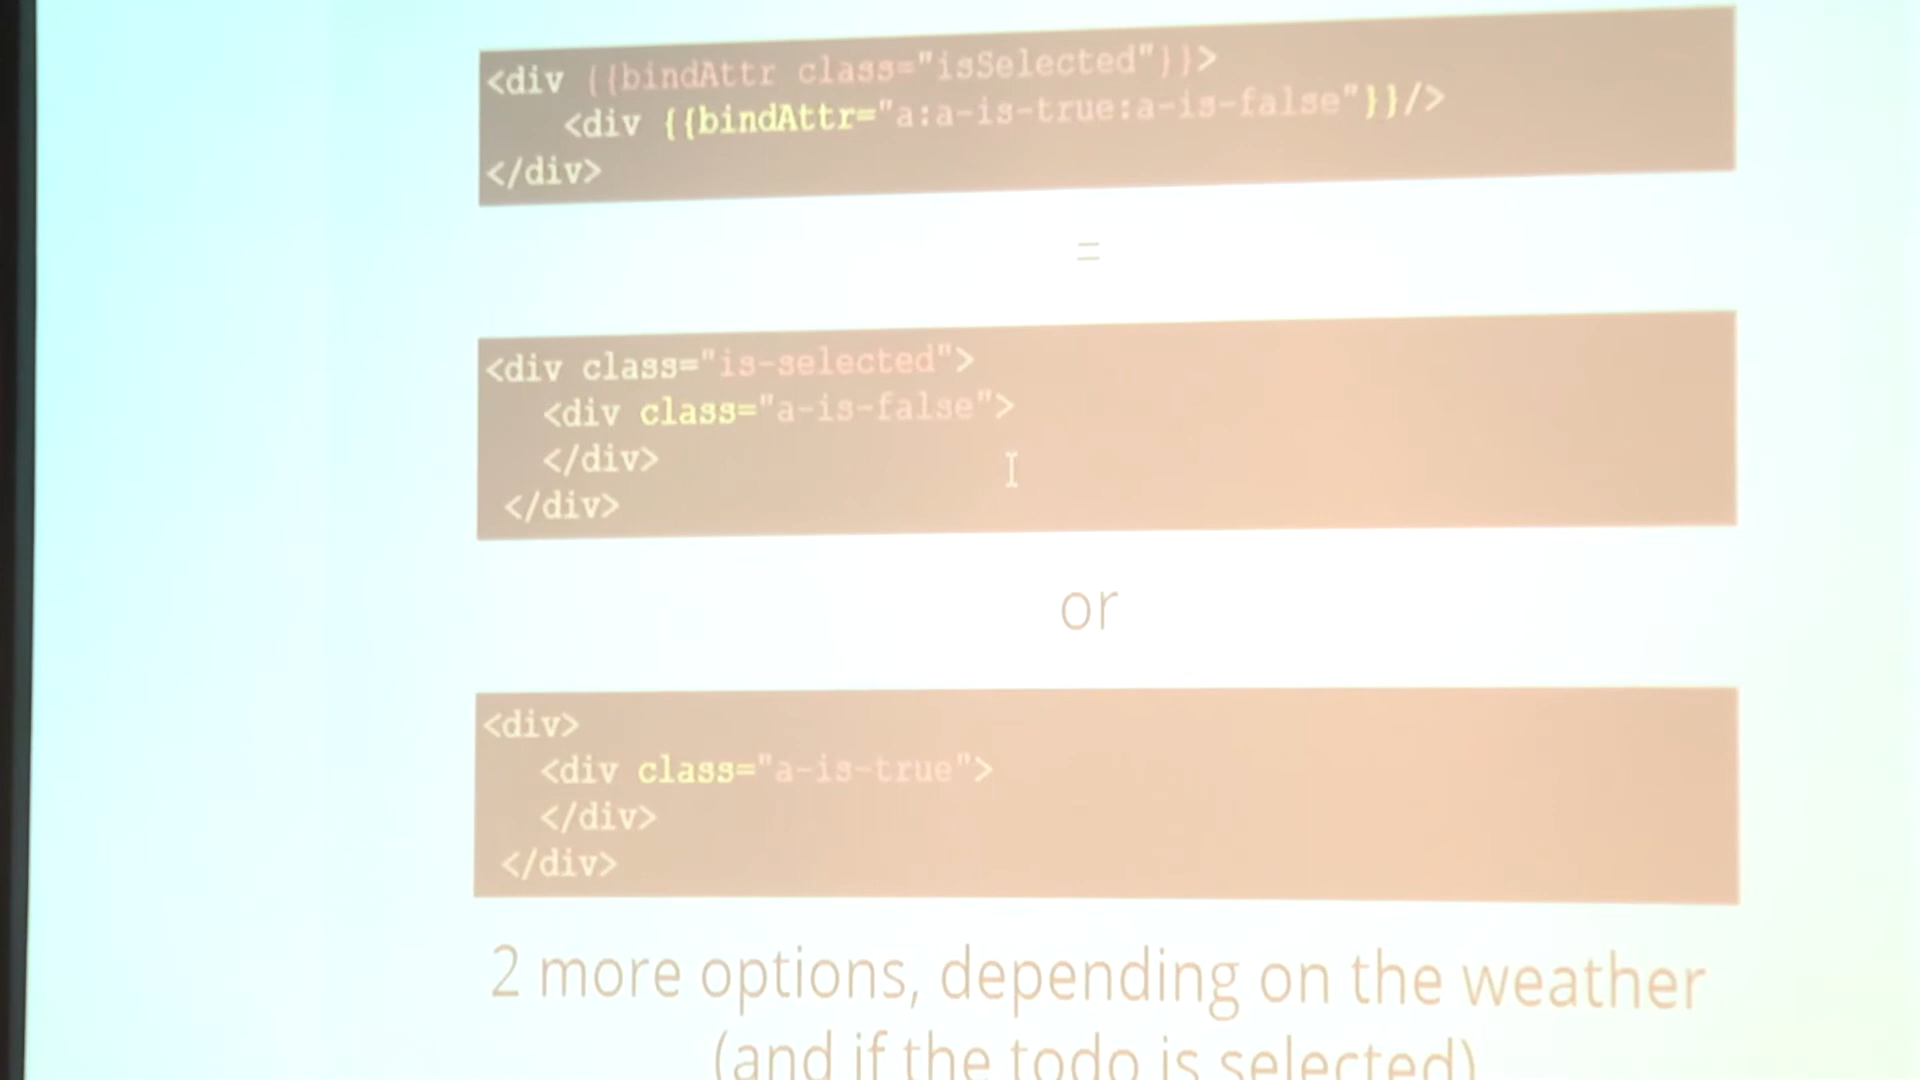 <div {{bindAttr class="isSelected"}}>
<div {{bindAttr="a:a-is-true:a-is-false"}}/>
</div>
=
<div class="is-selected">
<div class="a-is-false">
</div>
</div>
or
<div>
<div class="a-is-true">
</div>
</div>
2 more options, depending on the weather
(and if the todo is selected)